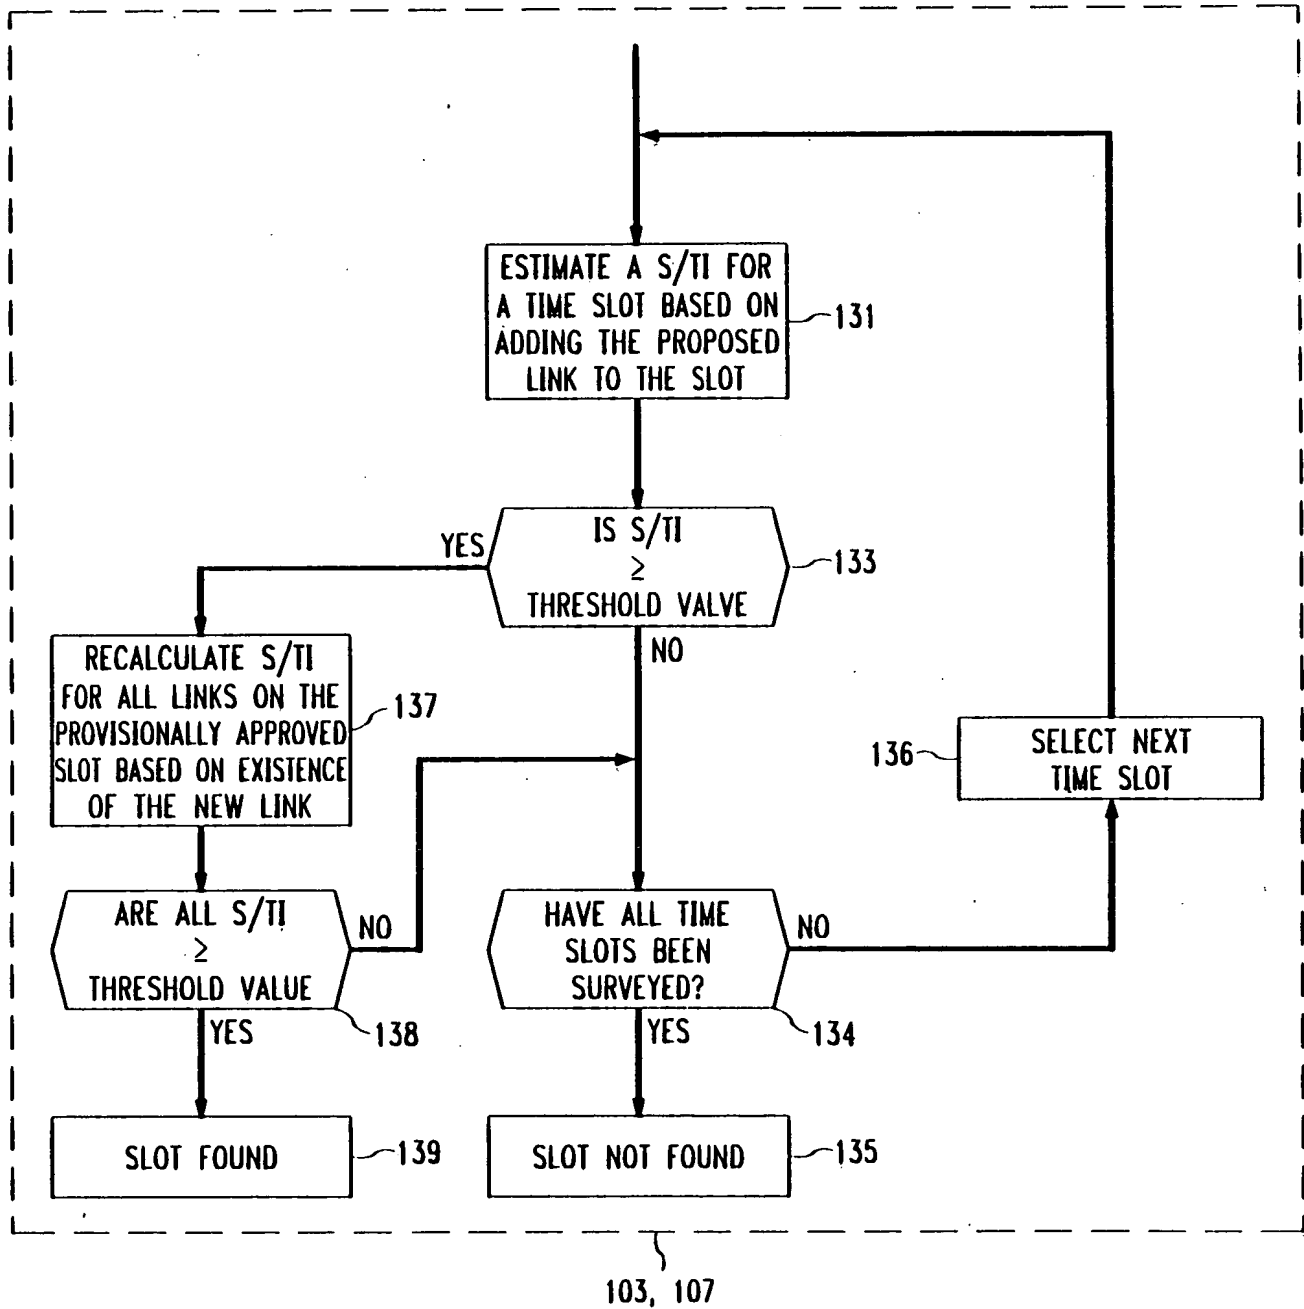 ESTIMATE A S/TI FOR
A TIME SLOT BASED ON
ADDING THE PROPOSED
LINK TO THE SLOT
131
IS S/TI
≥
THRESHOLD VALVE
133
YES
NO
RECALCULATE S/TI
FOR ALL LINKS ON THE
PROVISIONALLY APPROVED
SLOT BASED ON EXISTENCE
OF THE NEW LINK
137
136
SELECT NEXT
TIME SLOT
ARE ALL S/TI
≥
THRESHOLD VALUE
138
NO
YES
HAVE ALL TIME
SLOTS BEEN
SURVEYED?
134
NO
YES
SLOT FOUND
139
SLOT NOT FOUND
135
103, 107